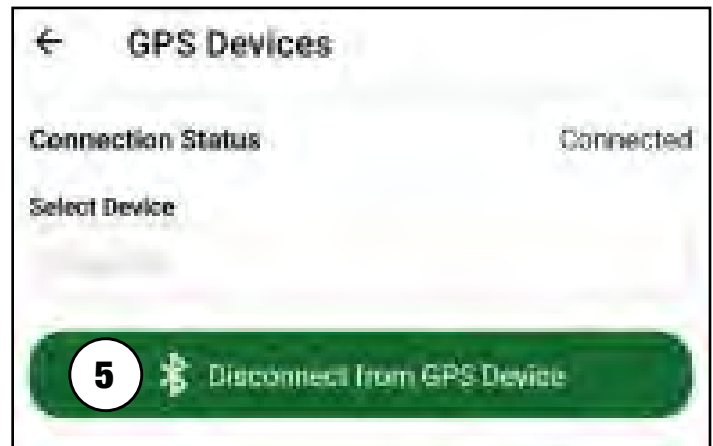 ← GPS Devices
Connection Status Connected
Select Device
5 Disconnect from GPS Device